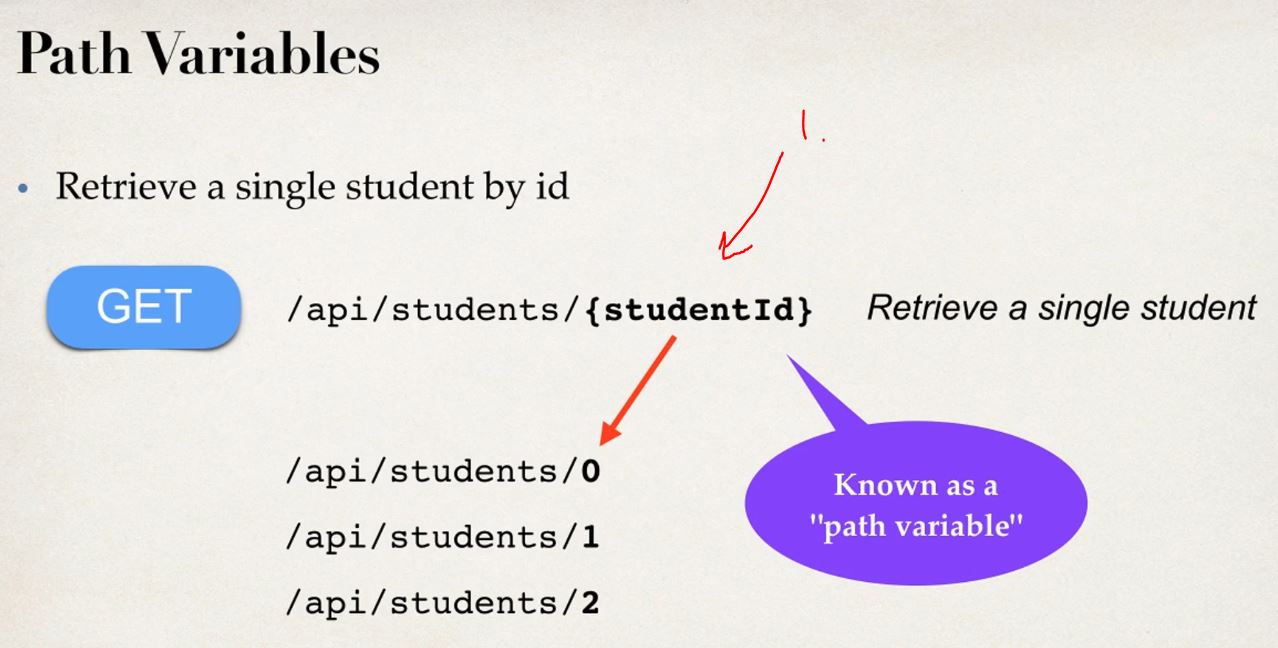 Path Variables
1.
• Retrieve a single student by id
GET /api/students/{studentId} Retrieve a single student
/api/students/0
/api/students/1
/api/students/2
Known as a
"path variable"